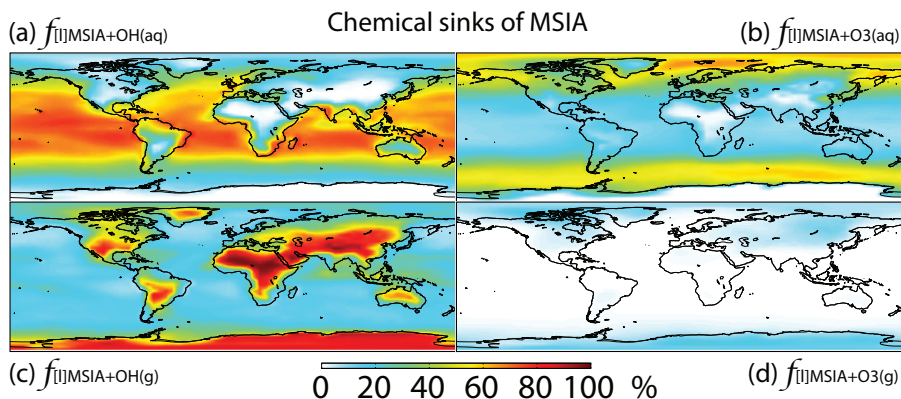 Chemical sinks of MSIA
(a) f[I]MSIA+OH(aq)
(b) f[I]MSIA+O3(aq)
(c) f[I]MSIA+OH(g)
0 20 40 60 80 100 %
(d) f[I]MSIA+O3(g)